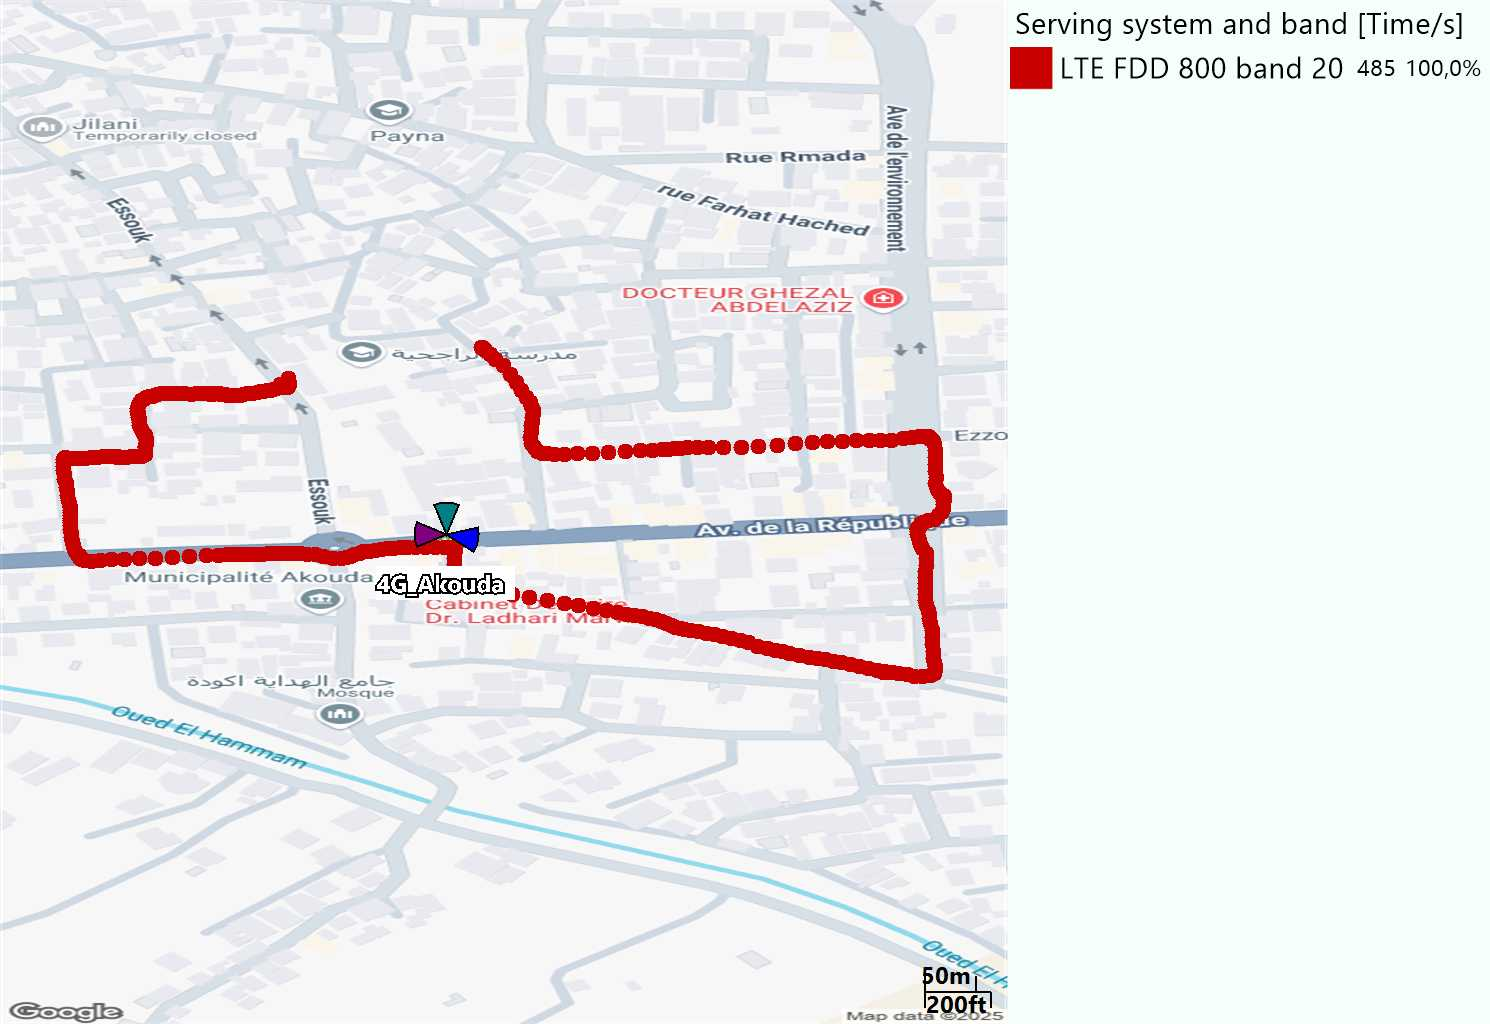 Serving system and band [Time/s]
LTE FDD 800 band 20 485 100,0%
Jilani
Temporarily closed
Payna
Ave de l'environnement
Rue Rmada
rue Farhat Hached
Essouk
DOCTEUR GHEZAL
ABDELAZIZ
مدرسة
Ezzo
Essouk
Av. de la République
Municipalité Akouda
4G_Akouda
Cabinet
Dr. Ladhari
جامع الهداية اكودة
Mosque
Oued El Hammam
Oued El H
50m
200ft
Google
Map data ©2025